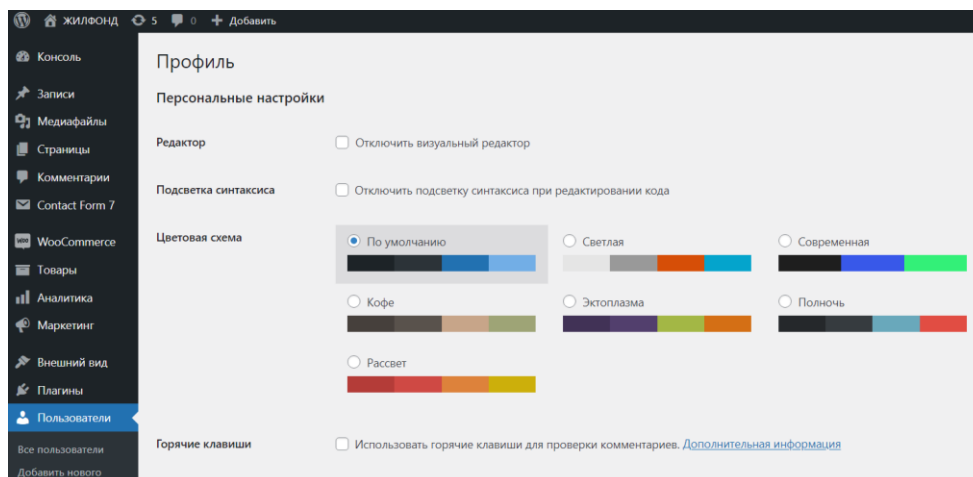 ЖИЛФОНД 5 0 Добавить
Консоль
Записи
Медиафайлы
Страницы
Комментарии
Contact Form 7
WooCommerce
Товары
Аналитика
Маркетинг
Внешний вид
Плагины
Пользователи
Все пользователи
Добавить нового
Профиль
Персональные настройки
Редактор Отключить визуальный редактор
Подсветка синтаксиса Отключить подсветку синтаксиса при редактировании кода
Цветовая схема По умолчанию Светлая Современная
Кофе Эктоплазма Полночь
Рассвет
Горячие клавиши Использовать горячие клавиши для проверки комментариев. Дополнительная информация